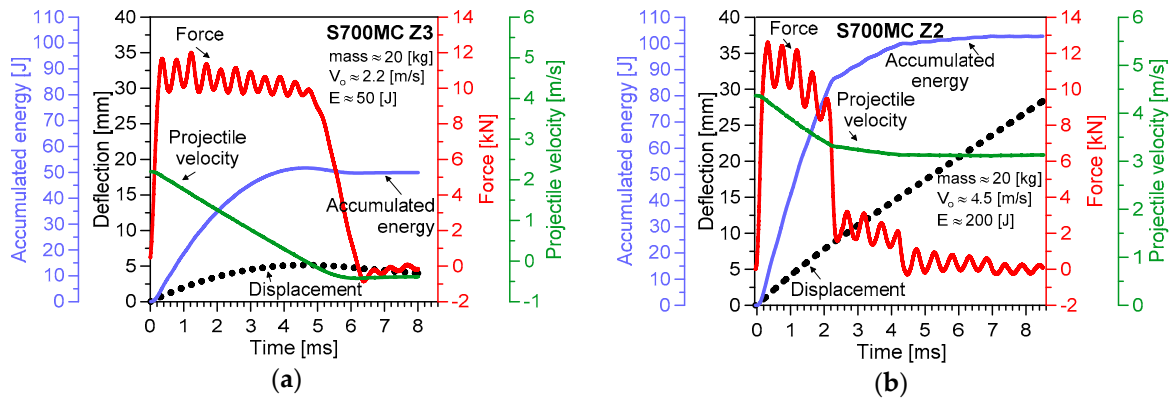 S700MC Z3
mass ≈ 20 [kg]
Vo ≈ 2.2 [m/s]
E ≈ 50 [J]
Force
Projectile
velocity
Accumulated
energy
Displacement
Accumulated energy [J]
110
100
90
80
70
60
50
40
30
20
10
0
Deflection [mm]
40
35
30
25
20
15
10
5
0
Force [kN]
14
12
10
8
6
4
2
0
-2
Projectile velocity [m/s]
6
5
4
3
2
1
0
-1
0 1 2 3 4 5 6 7 8
Time [ms]
(a)
S700MC Z2
Force
Accumulated
energy
Projectile
velocity
mass ≈ 20 [kg]
Vo ≈ 4.5 [m/s]
E ≈ 200 [J]
Displacement
Accumulated energy [J]
110
100
90
80
70
60
50
40
30
20
10
0
Deflection [mm]
40
35
30
25
20
15
10
5
0
Force [kN]
14
12
10
8
6
4
2
0
-2
Projectile velocity [m/s]
6
5
4
3
2
1
0
0 1 2 3 4 5 6 7 8
Time [ms]
(b)